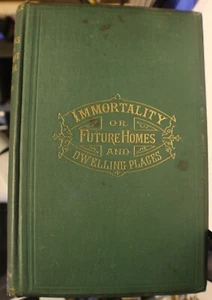 IMMORTALITY
OR
FUTURE HOMES
AND
DWELLING PLACES